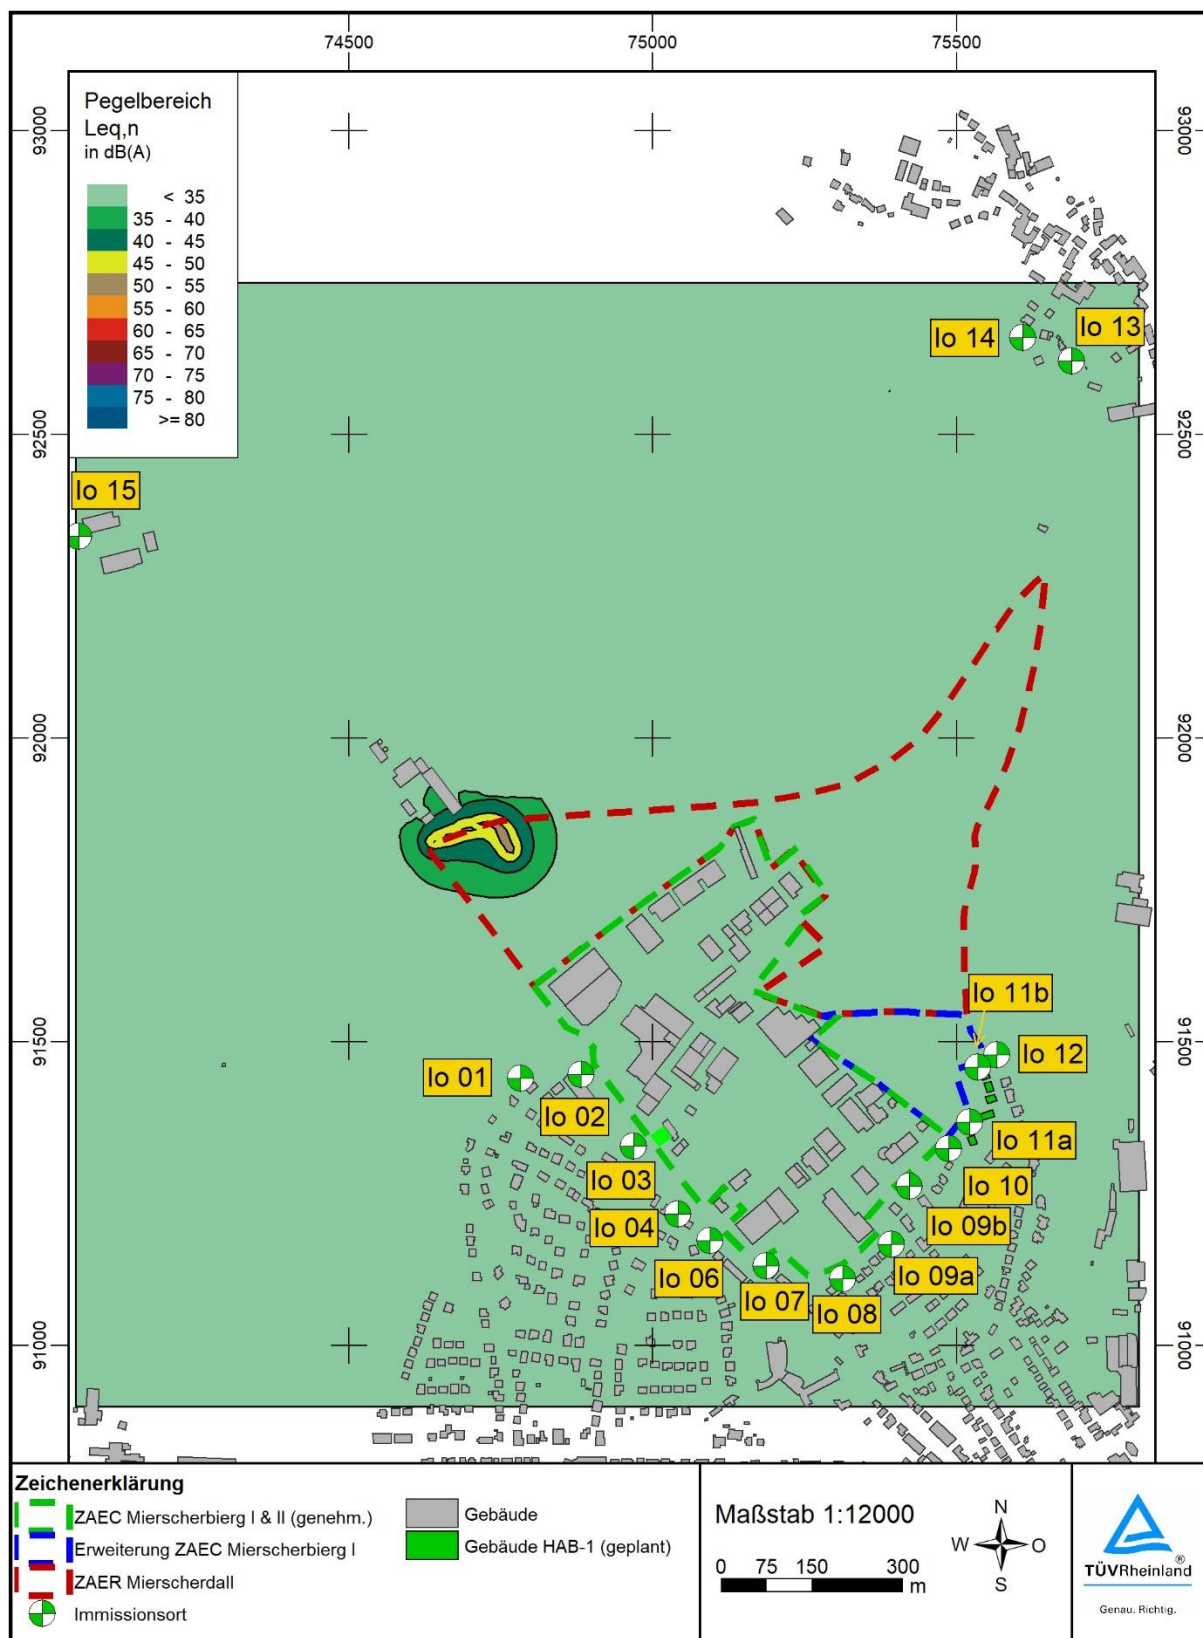 74500 75000 75500
Pegelbereich
Leq,n
in dB(A)
< 35
35 - 40
40 - 45
45 - 50
50 - 55
55 - 60
60 - 65
65 - 70
70 - 75
75 - 80
>= 80
93000 93000
Io 13
Io 14
92500 92500
Io 15
92000 92000
Io 11b
91500 91500
Io 12
Io 01
Io 02
Io 11a
Io 03
Io 10
Io 04
Io 09b
Io 06
Io 09a
Io 07
Io 08
91000 91000
Zeichenerklärung
ZAEC Mierscherbierg I & II (genehm.)
Erweiterung ZAEC Mierscherbierg I
ZAER Mierscherdall
Immissionsort
Gebäude
Gebäude HAB-1 (geplant)
Maßstab 1:12000
0 75 150 300
m
N
W O
S
TÜVRheinland®
Genau. Richtig.